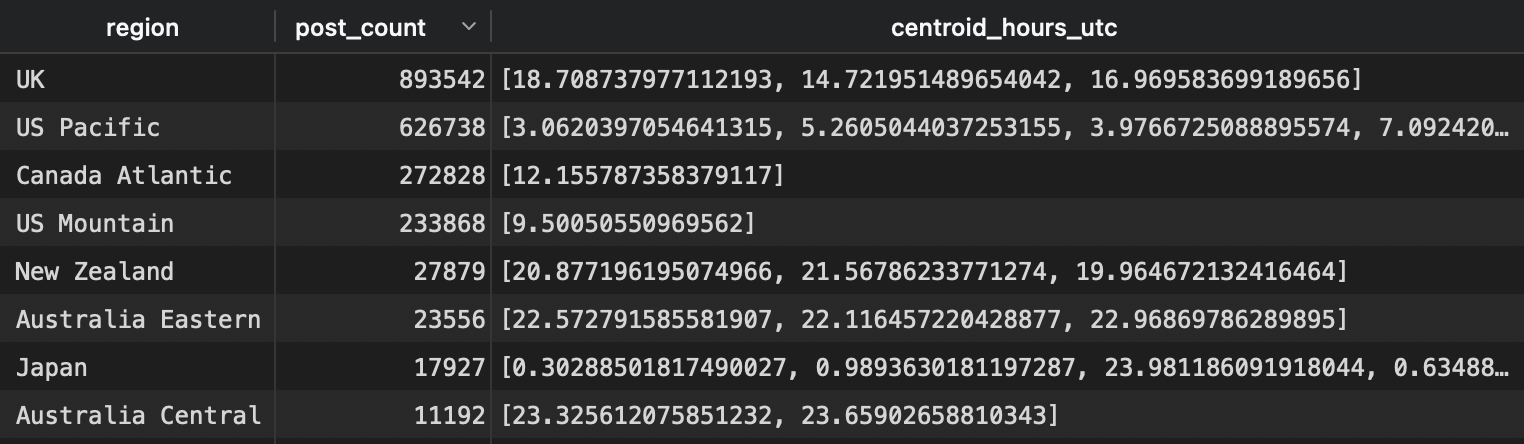 region post_count centroid_hours_utc
UK 893542 [18.708737977112193, 14.721951489654042, 16.969583699189656]
US Pacific 626738 [3.0620397054641315, 5.2605044037253155, 3.9766725088895574, 7.092420…
Canada Atlantic 272828 [12.155787358379117]
US Mountain 233868 [9.50050550969562]
New Zealand 27879 [20.877196195074966, 21.56786233771274, 19.964672132416464]
Australia Eastern 23556 [22.572791585581907, 22.116457220428877, 22.96869786289895]
Japan 17927 [0.30288501817490027, 0.9893630181197287, 23.981186091918044, 0.63488…
Australia Central 11192 [23.325612075851232, 23.65902658810343]